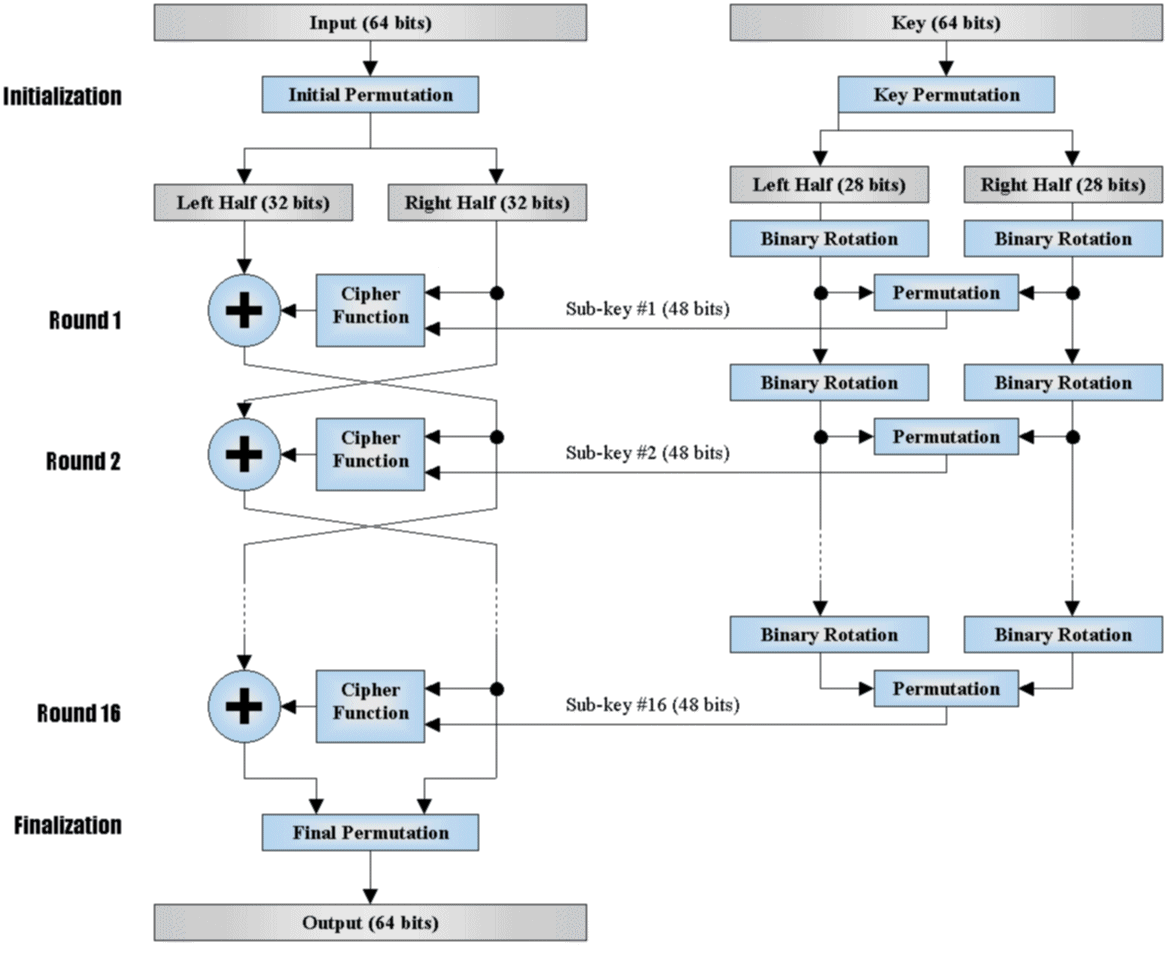 Input (64 bits)
Key (64 bits)
Initialization
Initial Permutation
Key Permutation
Left Half (32 bits)
Right Half (32 bits)
Left Half (28 bits)
Right Half (28 bits)
Binary Rotation
Binary Rotation
Round 1
Cipher
Function
Sub-key #1 (48 bits)
Permutation
Binary Rotation
Binary Rotation
Round 2
Cipher
Function
Sub-key #2 (48 bits)
Permutation
Binary Rotation
Binary Rotation
Round 16
Cipher
Function
Sub-key #16 (48 bits)
Permutation
Finalization
Final Permutation
Output (64 bits)